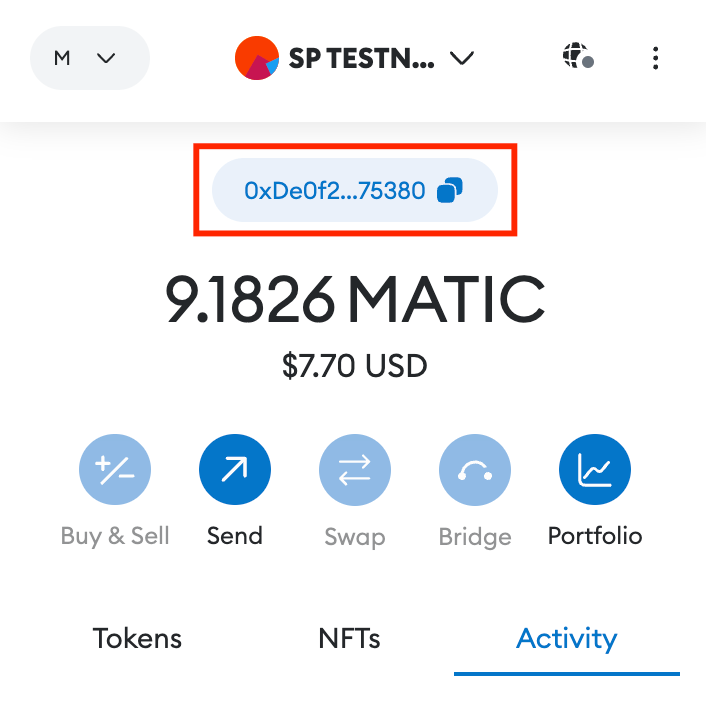 M
SP TESTN...
0xDe0f2...75380
9.1826 MATIC
$7.70 USD
Buy & Sell
Send
Swap
Bridge
Portfolio
Tokens
NFTs
Activity